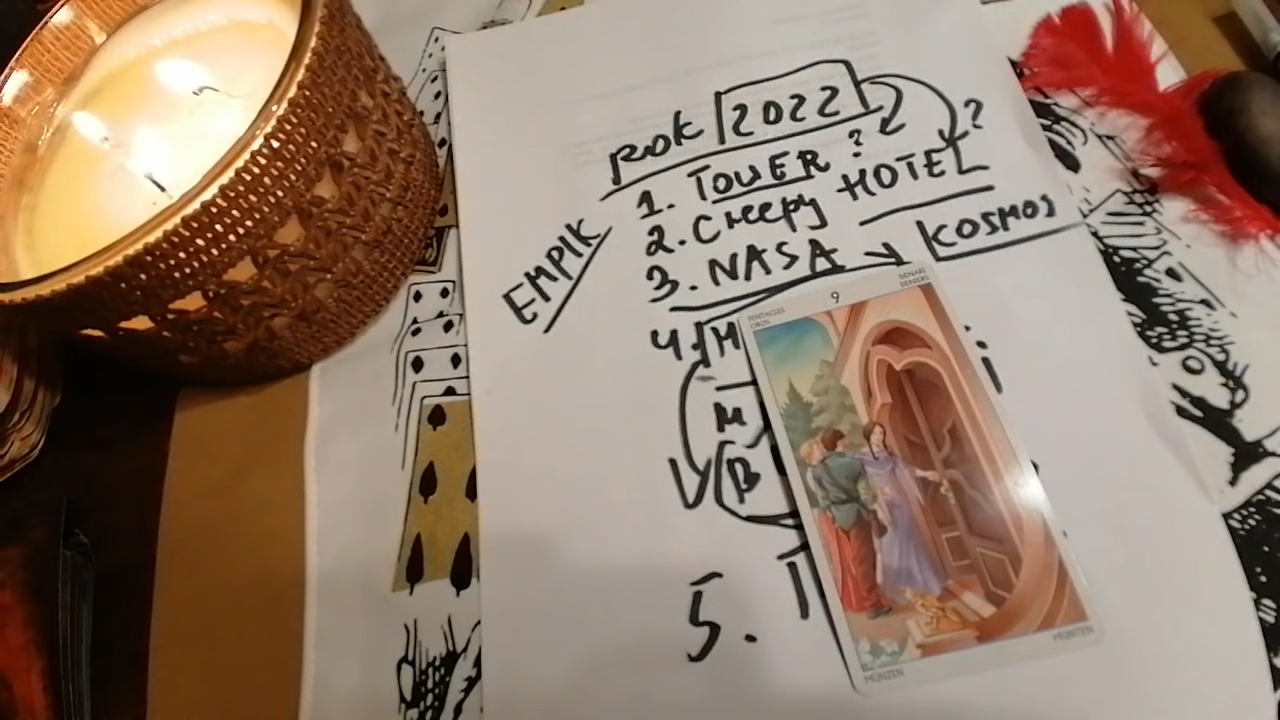 ROK 2022
1. TOWER ? ?
2. Creepy HOTEL
EMPIK
3. NASA → KOSMOS
4
5.
9
PENTACLES
OROS
DENARI
DENIERS
MÜNZEN
MUNTEN